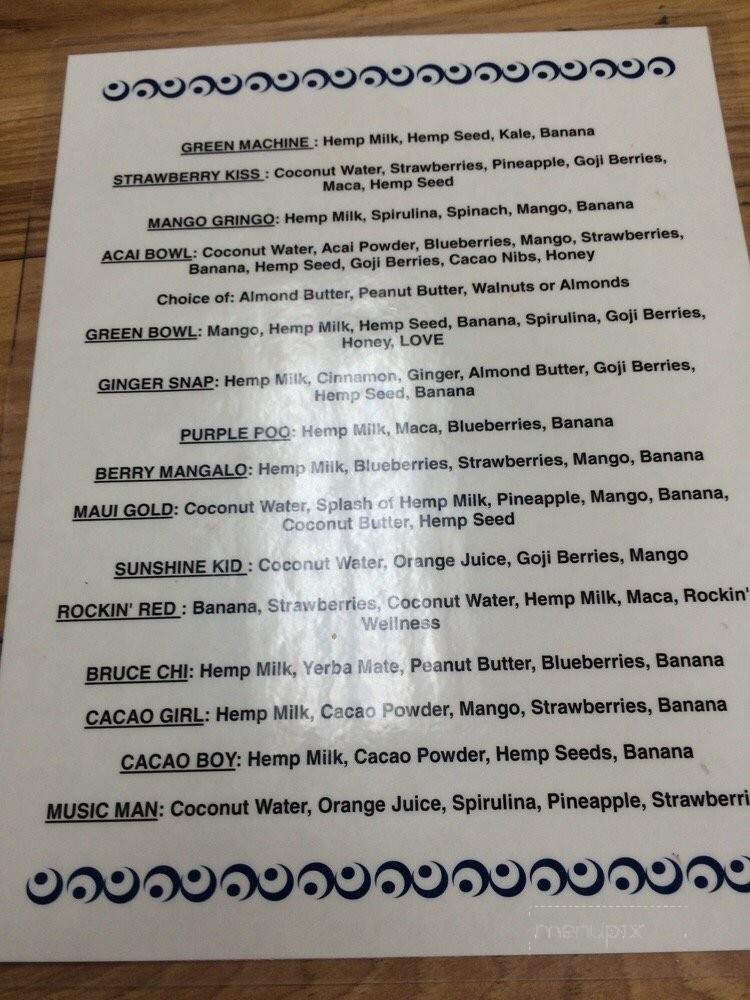 GREEN MACHINE : Hemp Milk, Hemp Seed, Kale, Banana
STRAWBERRY KISS : Coconut Water, Strawberries, Pineapple, Goji Berries,
Maca, Hemp Seed
MANGO GRINGO: Hemp Milk, Spirulina, Spinach, Mango, Banana
ACAI BOWL: Coconut Water, Acai Powder, Blueberries, Mango, Strawberries,
Banana, Hemp Seed, Goji Berries, Cacao Nibs, Honey
Choice of: Almond Butter, Peanut Butter, Walnuts or Almonds
GREEN BOWL: Mango, Hemp Milk, Hemp Seed, Banana, Spirulina, Goji Berries,
Honey, LOVE
GINGER SNAP: Hemp Milk, Cinnamon, Ginger, Almond Butter, Goji Berries,
Hemp Seed, Banana
PURPLE POO: Hemp Milk, Maca, Blueberries, Banana
BERRY MANGALO: Hemp Milk, Blueberries, Strawberries, Mango, Banana
MAUI GOLD: Coconut Water, Splash of Hemp Milk, Pineapple, Mango, Banana,
Coconut Butter, Hemp Seed
SUNSHINE KID : Coconut Water, Orange Juice, Goji Berries, Mango
ROCKIN' RED : Banana, Strawberries, Coconut Water, Hemp Milk, Maca, Rockin'
Wellness
BRUCE CHI: Hemp Milk, Yerba Mate, Peanut Butter, Blueberries, Banana
CACAO GIRL: Hemp Milk, Cacao Powder, Mango, Strawberries, Banana
CACAO BOY: Hemp Milk, Cacao Powder, Hemp Seeds, Banana
MUSIC MAN: Coconut Water, Orange Juice, Spirulina, Pineapple, Strawberri
menupix